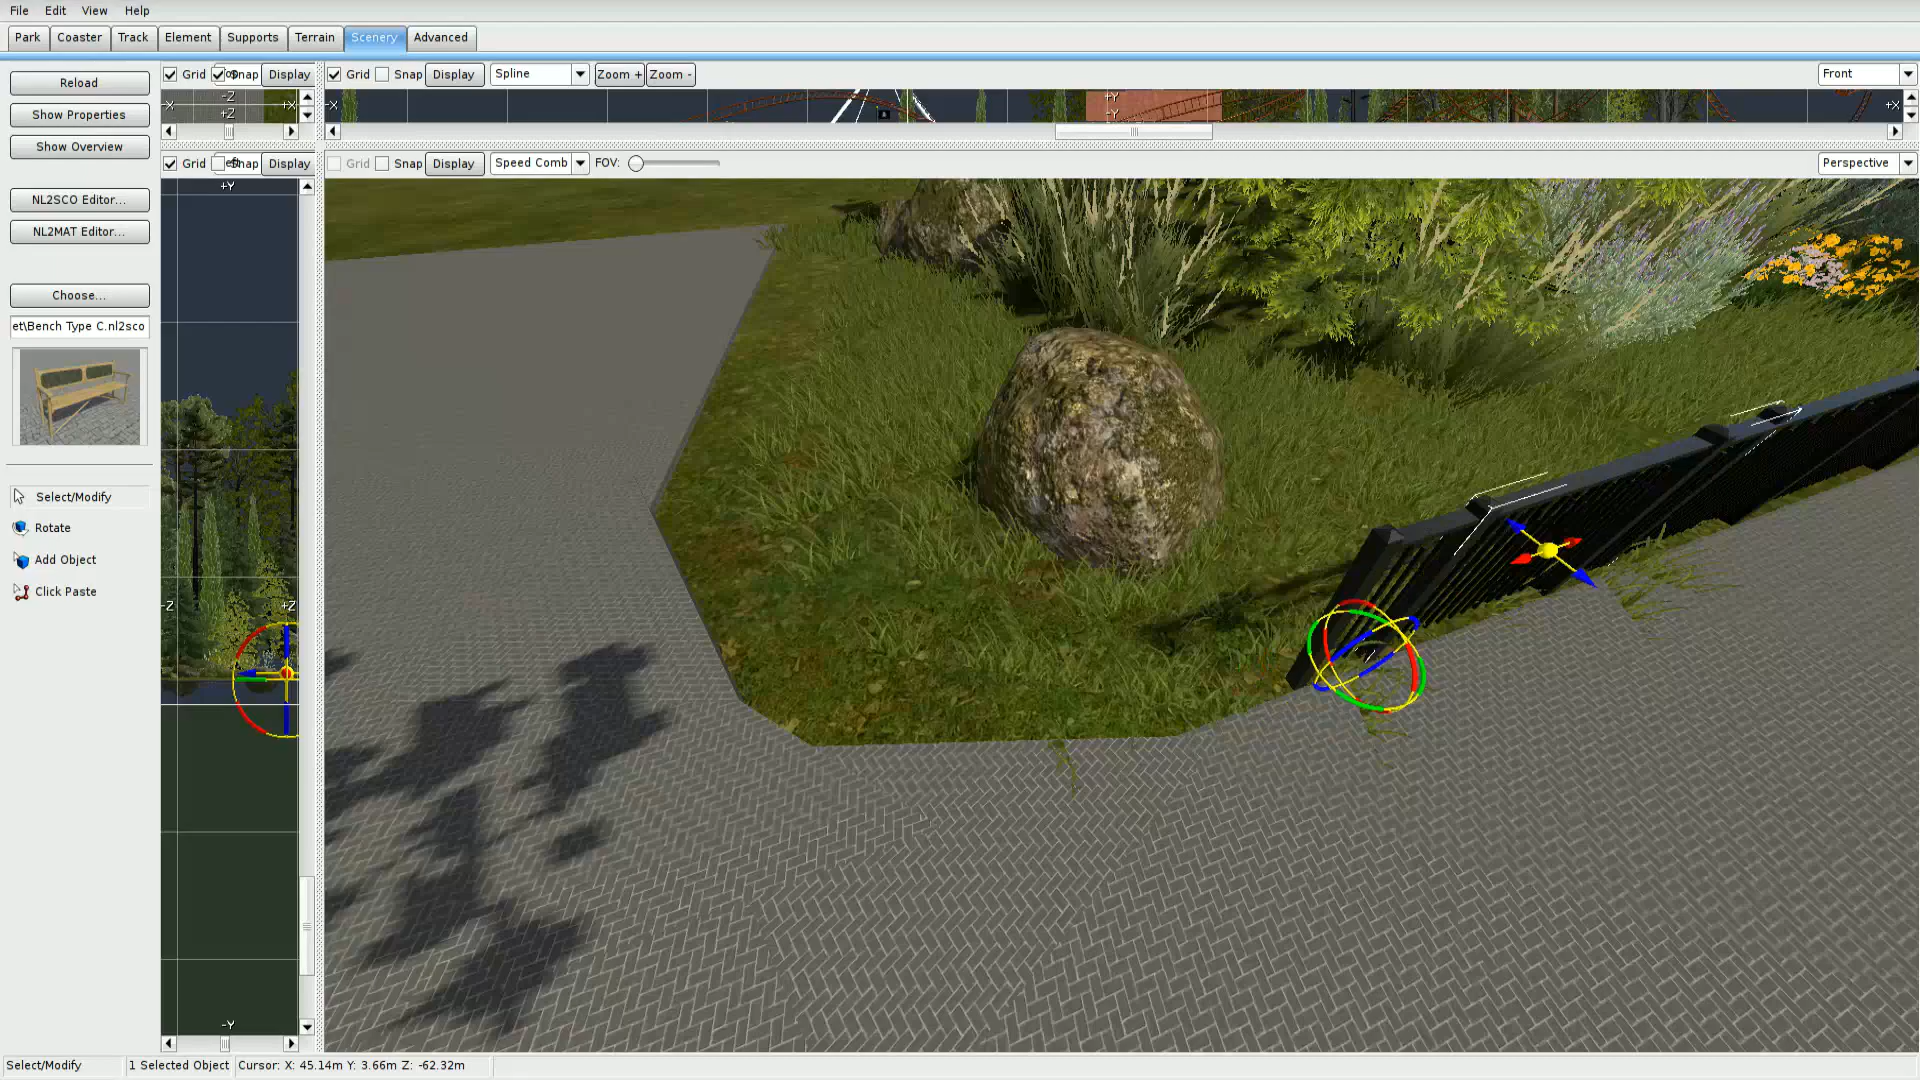 File Edit View Help
Park Coaster Track Element Supports Terrain Scenery Advanced
Reload
Show Properties
Show Overview
NL2SCO Editor...
NL2MAT Editor...
Choose...
et\Bench Type C.nl2sco
Select/Modify
Rotate
Add Object
Click Paste
Grid Snap Display
-Z
-X +X
+Z
Grid Snap Display Spline Zoom + Zoom - Front
-X +Y +X
-Y
Grid Snap Display
+Y
-Z +Z
-Y
Grid Snap Display Speed Comb FOV: Perspective
Select/Modify 1 Selected Object Cursor: X: 45.14m Y: 3.66m Z: -62.32m